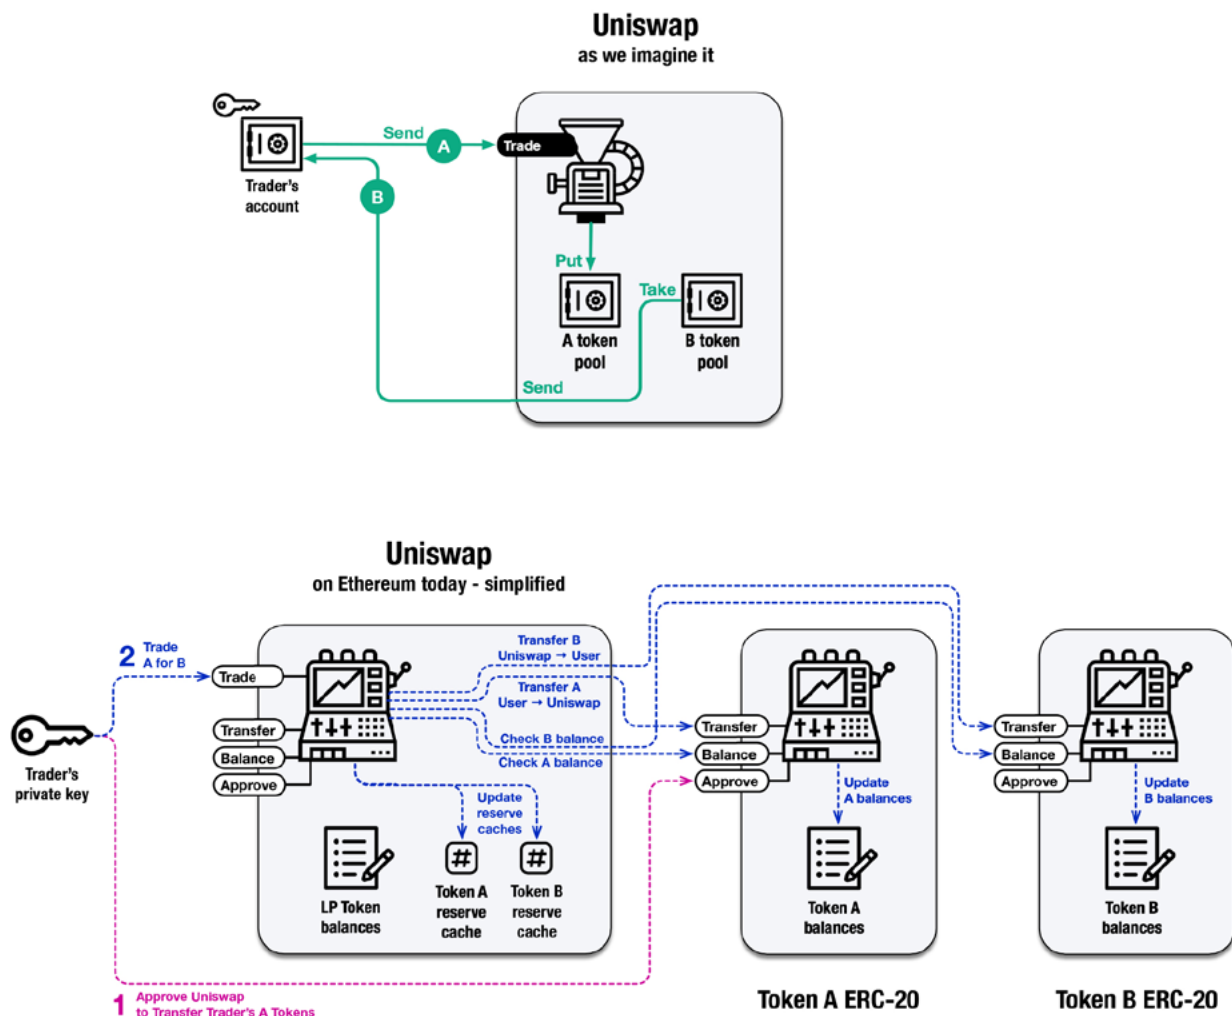 Uniswap
as we imagine it
Send
A
Trade
Trader's
account
B
Put
Take
A token
pool
B token
pool
Send
Uniswap
on Ethereum today - simplified
2 Trade
A for B
Trade
Transfer
Balance
Approve
Trader's
private key
Transfer B
Uniswap → User
Transfer A
User → Uniswap
Check B balance
Check A balance
Update
reserve
caches
#
#
LP Token
balances
Token A
reserve
cache
Token B
reserve
cache
Transfer
Balance
Approve
Update
A balances
Token A
balances
Transfer
Balance
Approve
Update
B balances
Token B
balances
1 Approve Uniswap
to Transfer Trader's A Tokens
Token A ERC-20
Token B ERC-20